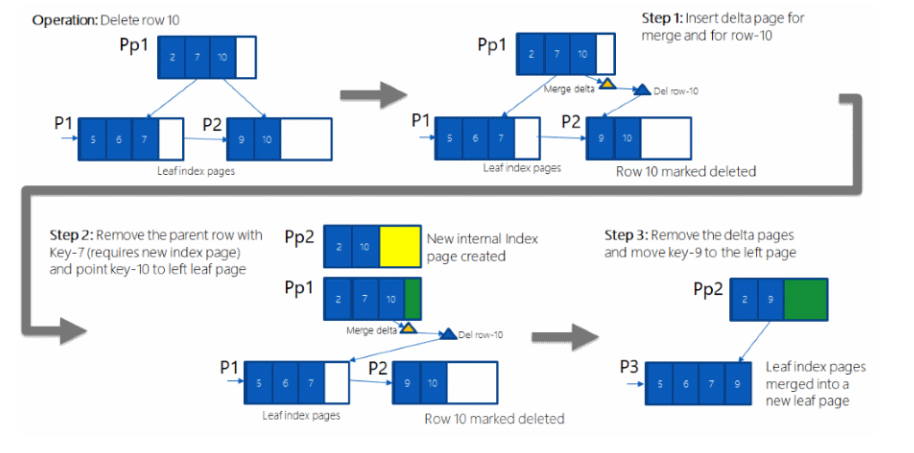 Operation: Delete row 10
Pp1
2 7 10
P1
5 6 7
P2
9 10
Leaf index pages
Step 1: Insert delta page for
merge and for row-10
Pp1
2 7 10
Merge delta
Del row-10
P1
5 6 7
P2
9 10
Leaf index pages
Row 10 marked deleted
Step 2: Remove the parent row with
Key-7 (requires new index page)
and point key-10 to left leaf page
Pp2
2 10
New internal Index
page created
Pp1
2 7 10
Merge delta
Del row-10
P1
5 6 7
P2
9 10
Leaf index pages
Row 10 marked deleted
Step 3: Remove the delta pages
and move key-9 to the left page
Pp2
2 9
P3
5 6 7 9
Leaf index pages
merged into a
new leaf page